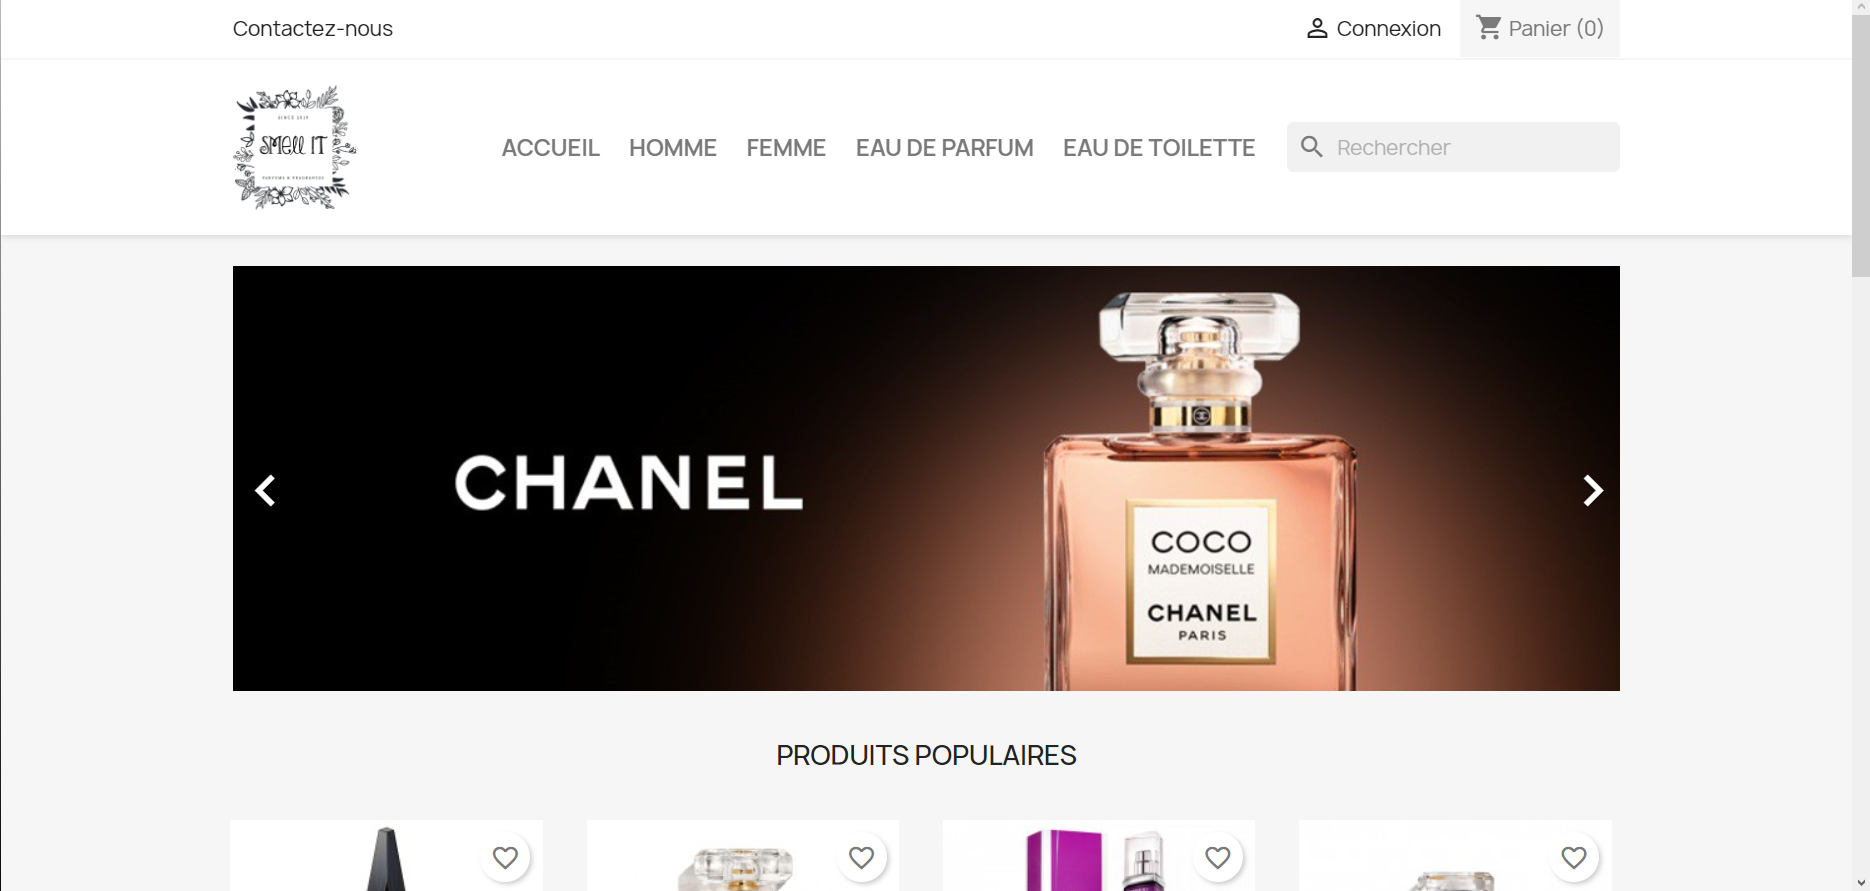 Contactez-nous
Connexion
Panier (0)
SINCE 2019
SMELL IT
PARFUMS & FRAGRANCES
ACCUEIL
HOMME
FEMME
EAU DE PARFUM
EAU DE TOILETTE
Rechercher
CHANEL
COCO
MADEMOISELLE
CHANEL
PARIS
PRODUITS POPULAIRES